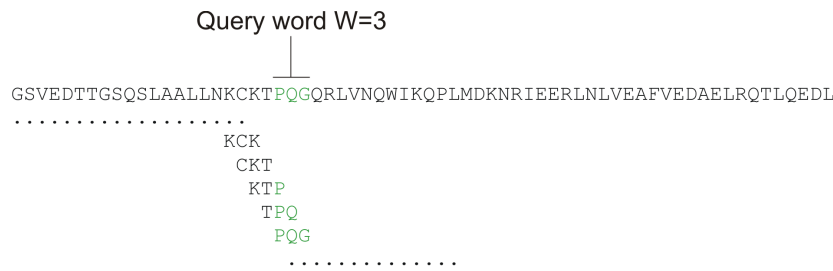 Query word W=3
GSVEDTTGSQSLAALLNKCKTPQGQRLVNQWIKQPLMDKNRIEERLNLVEAFVEDAELRQTLQEDL
...................
KCK
CKT
KTP
TPQ
PQG
..............